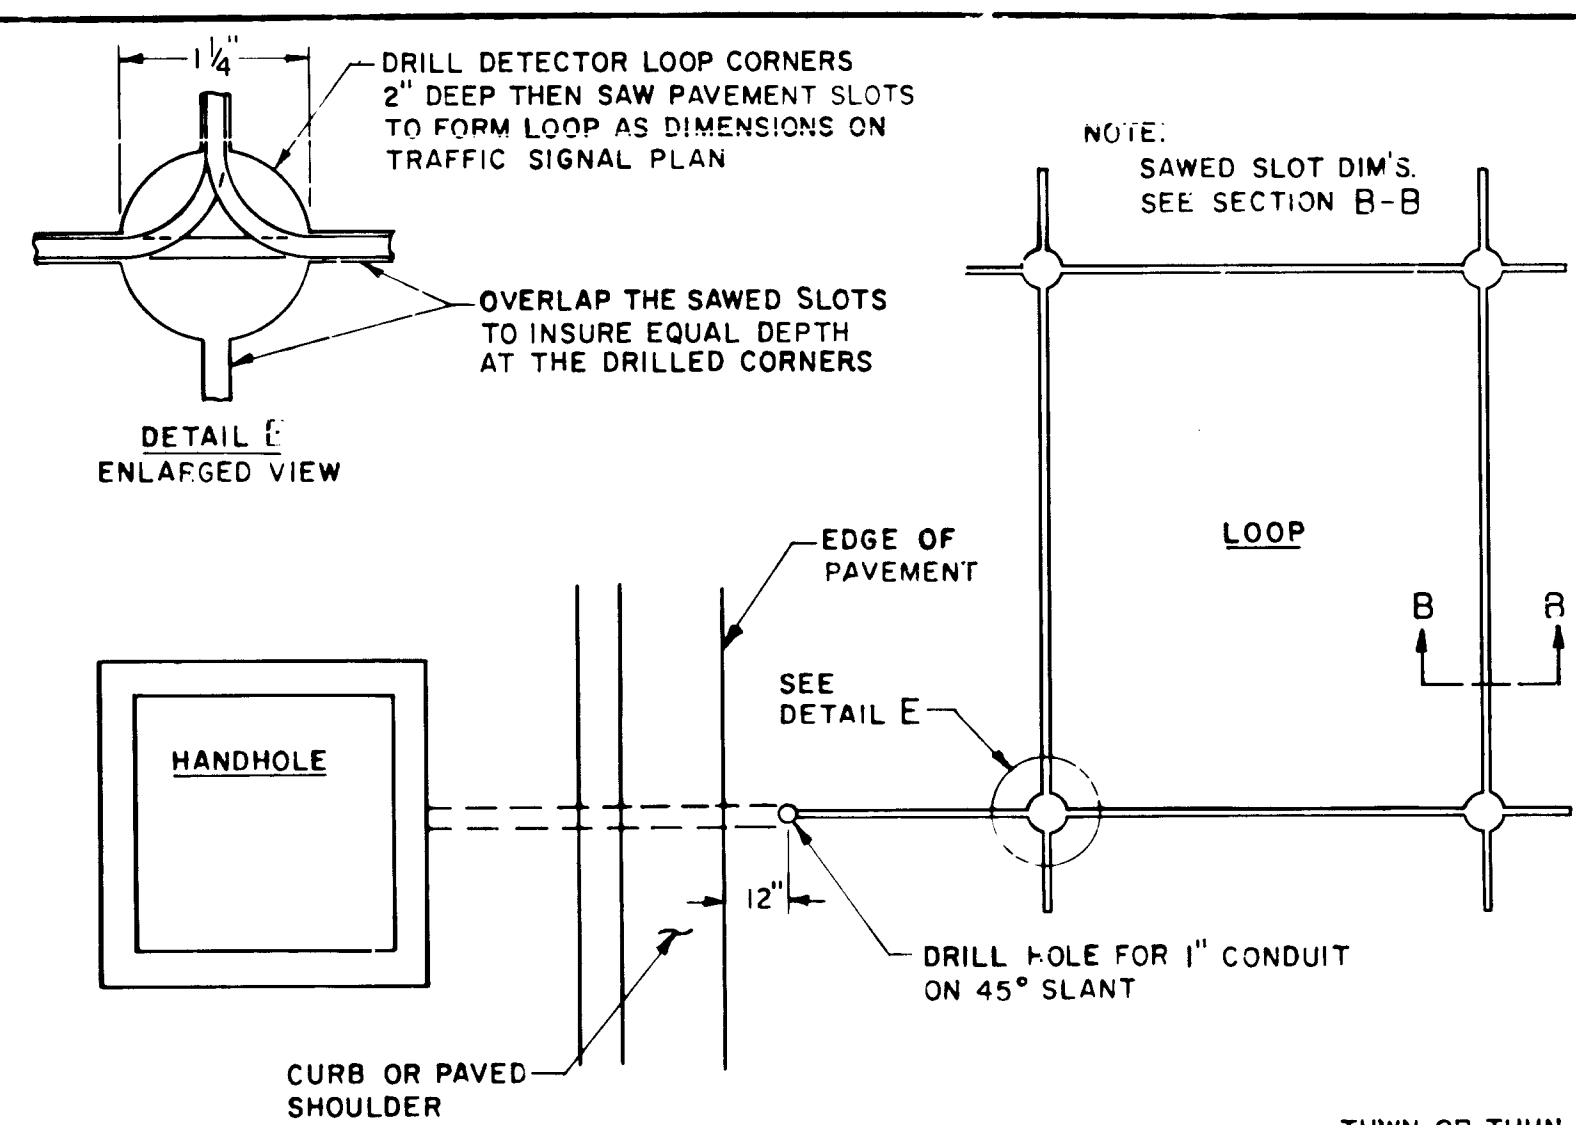 1 1/4"
DRILL DETECTOR LOOP CORNERS
2" DEEP THEN SAW PAVEMENT SLOTS
TO FORM LOOP AS DIMENSIONS ON
TRAFFIC SIGNAL PLAN
NOTE:
SAWED SLOT DIM'S.
SEE SECTION B-B
OVERLAP THE SAWED SLOTS
TO INSURE EQUAL DEPTH
AT THE DRILLED CORNERS
DETAIL E
ENLARGED VIEW
EDGE OF
PAVEMENT
LOOP
B B
SEE
DETAIL E
HANDHOLE
12"
DRILL HOLE FOR 1" CONDUIT
ON 45° SLANT
CURB OR PAVED
SHOULDER